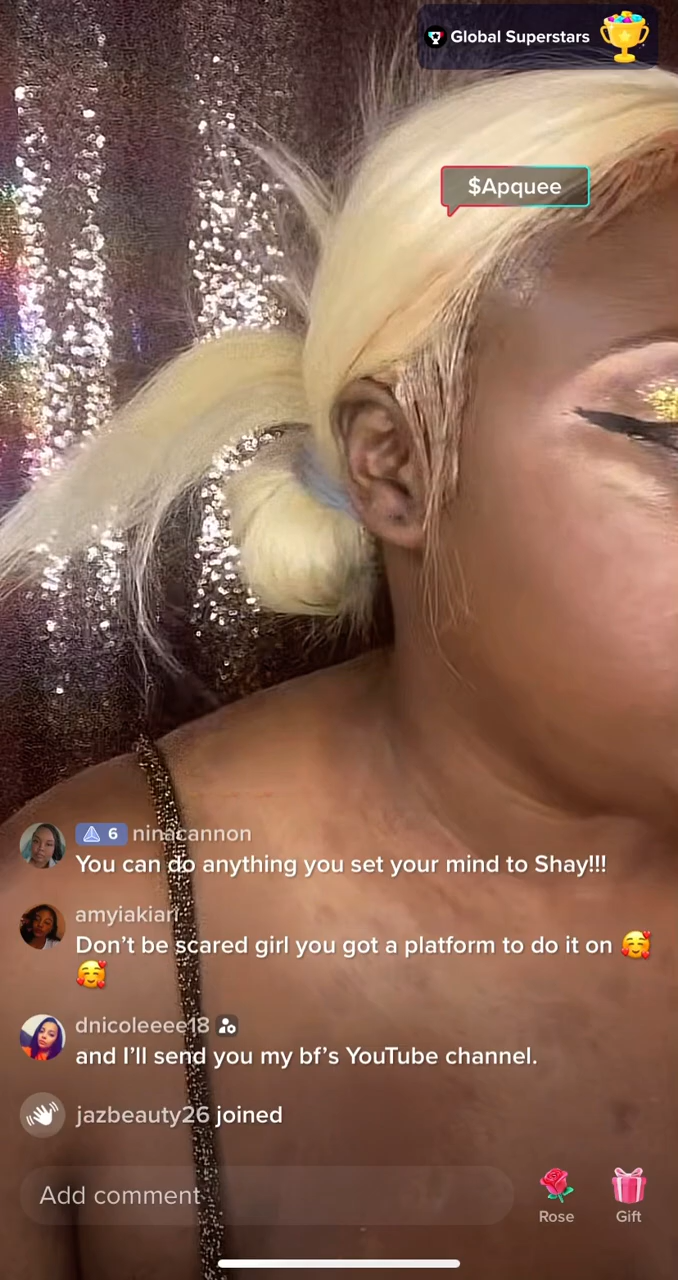 Global Superstars
$Apquee
6 ninacannon
You can do anything you set your mind to Shay!!!
amyiakiari
Don't be scared girl you got a platform to do it on 🥰
🥰
dnicoleeee18
and I'll send you my bf's YouTube channel.
jazbeauty26 joined
Add comment
Rose
Gift